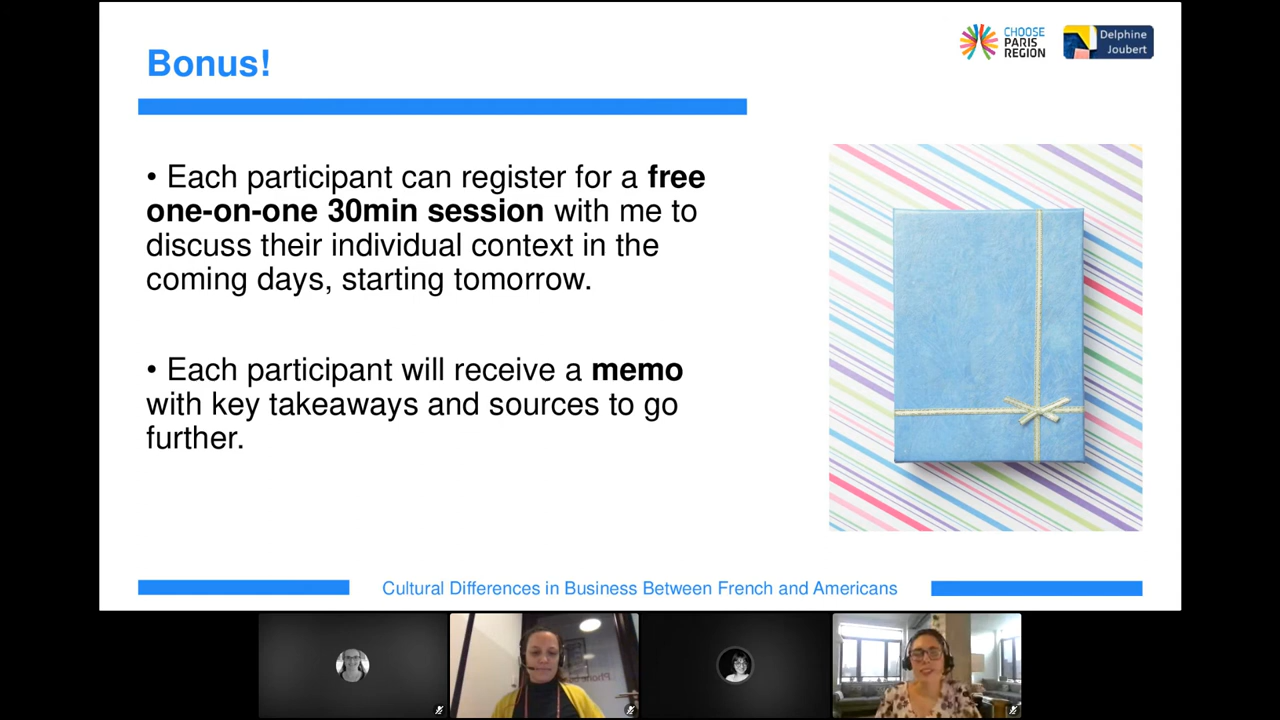 Bonus!
CHOOSE
PARIS
REGION
Delphine
Joubert
• Each participant can register for a free
one-on-one 30min session with me to
discuss their individual context in the
coming days, starting tomorrow.
• Each participant will receive a memo
with key takeaways and sources to go
further.
Cultural Differences in Business Between French and Americans